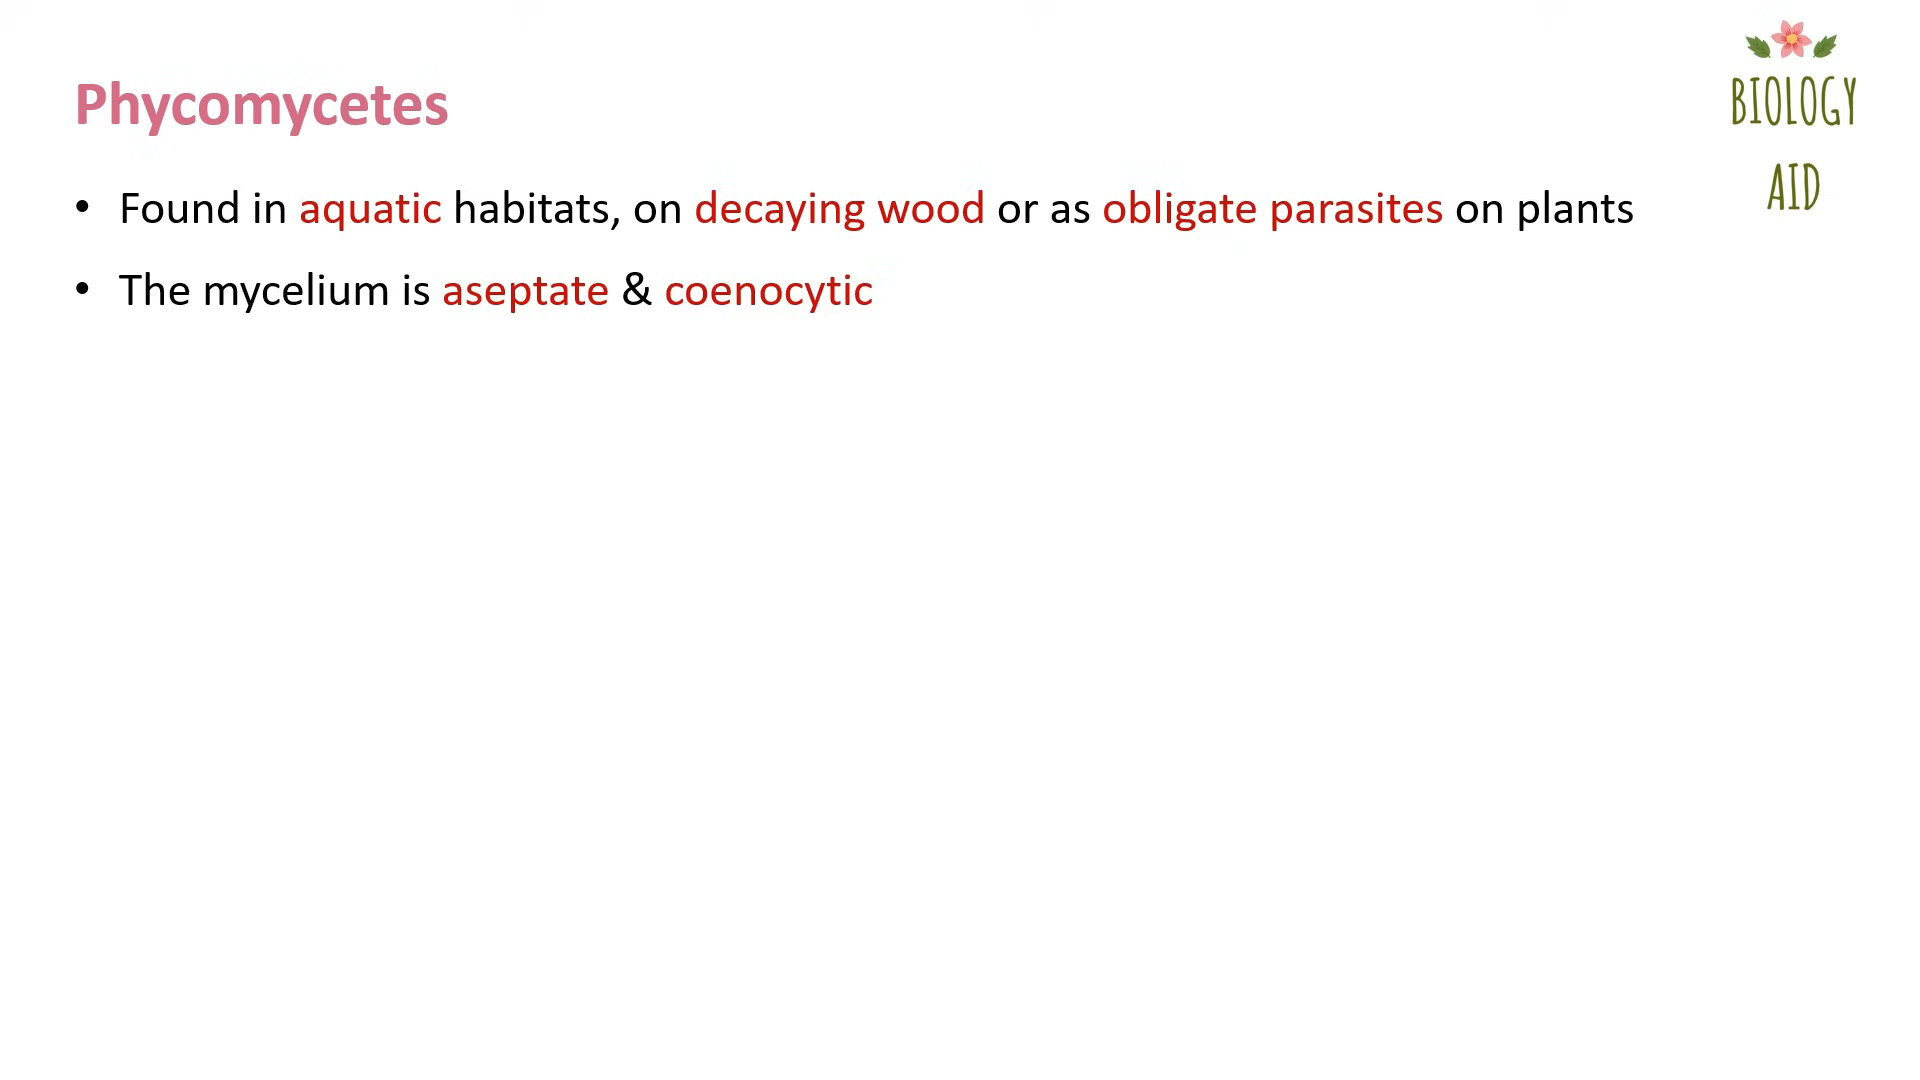 Phycomycetes
BIOLOGY
AID
• Found in aquatic habitats, on decaying wood or as obligate parasites on plants
• The mycelium is aseptate & coenocytic